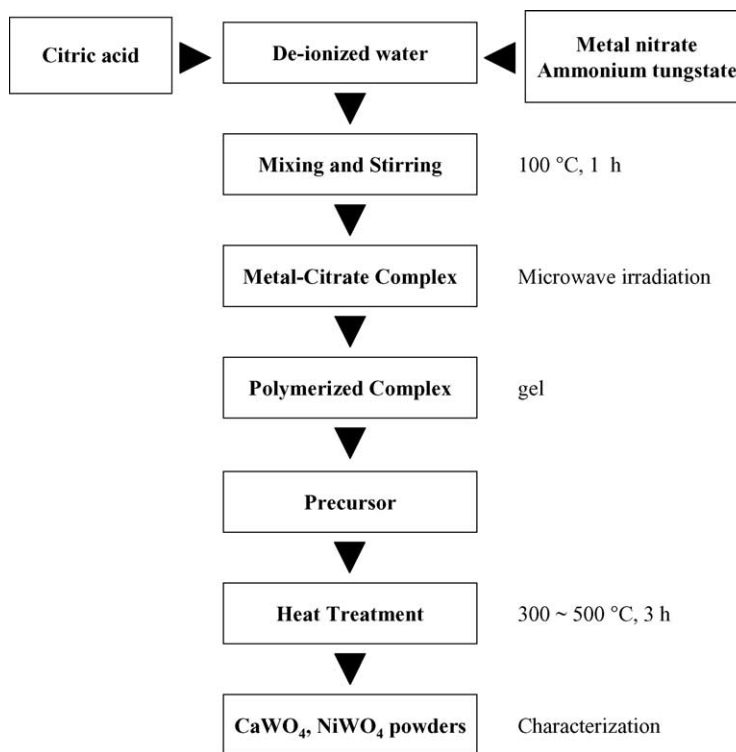 Citric acid
De-ionized water
Metal nitrate
Ammonium tungstate
Mixing and Stirring
100 °C, 1 h
Metal-Citrate Complex
Microwave irradiation
Polymerized Complex
gel
Precursor
Heat Treatment
300 ~ 500 °C, 3 h
CaWO₄, NiWO₄ powders
Characterization